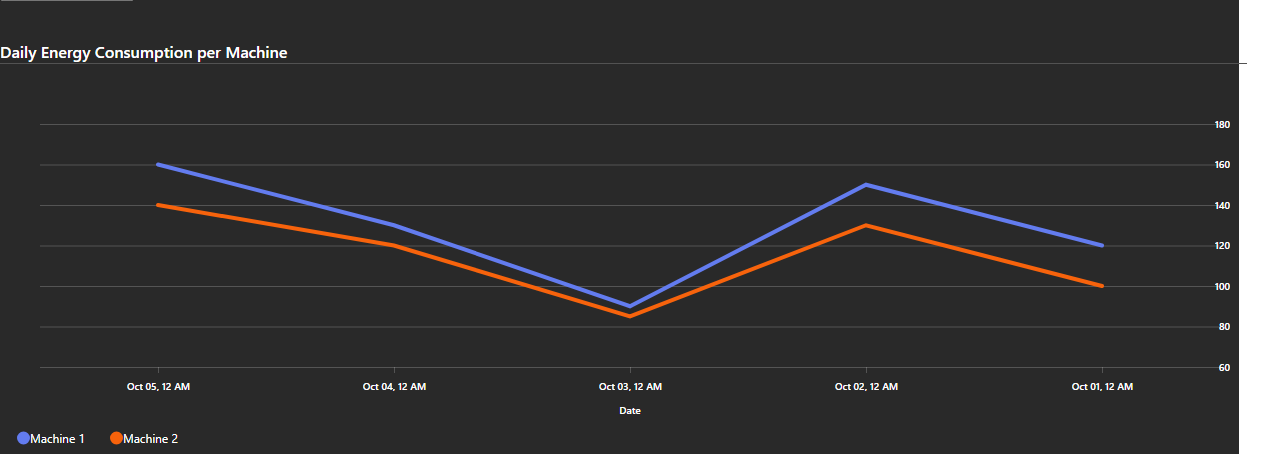 Daily Energy Consumption per Machine
180
160
140
120
100
80
60
Oct 05, 12 AM Oct 04, 12 AM Oct 03, 12 AM Oct 02, 12 AM Oct 01, 12 AM
Date
Machine 1 Machine 2